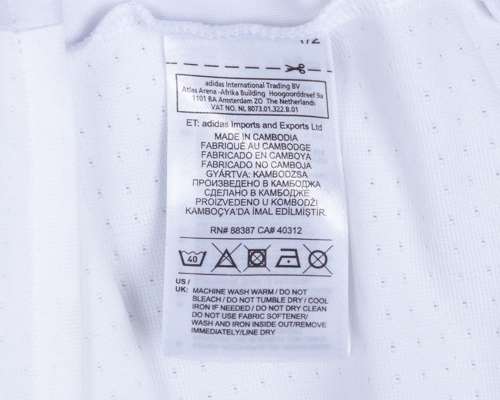 1/2
adidas International Trading BV
Atlas Arena -Afrika Building Hoogoorddreef 9a
1101 BA Amsterdam ZO The Netherlands
VAT NO. NL 8073.01.322.B.01
ET: adidas Imports and Exports Ltd
MADE IN CAMBODIA
FABRIQUÉ AU CAMBODGE
FABRICADO EN CAMBOYA
FABRICADO NO CAMBOJA
GYÁRTVA: KAMBODZSA
ПРОИЗВЕДЕНО В КАМБОДЖА
СДЕЛАНО В КАМБОДЖЕ
PROIZVEDENO U KOMBODŽI
KAMBOÇYA'DA İMAL EDİLMİŞTİR.
RN# 88387 CA# 40312
40
US /
UK: MACHINE WASH WARM / DO NOT
BLEACH / DO NOT TUMBLE DRY / COOL
IRON IF NEEDED / DO NOT DRY CLEAN /
DO NOT USE FABRIC SOFTENER/
WASH AND IRON INSIDE OUT/REMOVE
IMMEDIATELY/LINE DRY